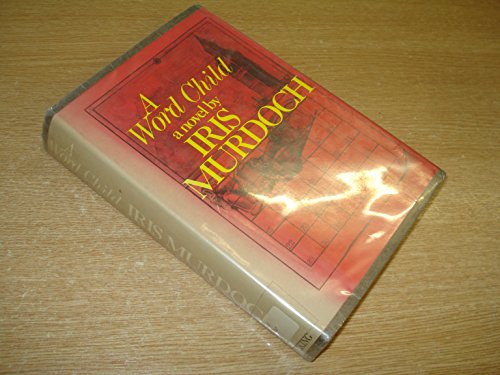 A
Word Child
a novel by
IRIS
MURDOCH
A
Word Child
IRIS MURDOCH